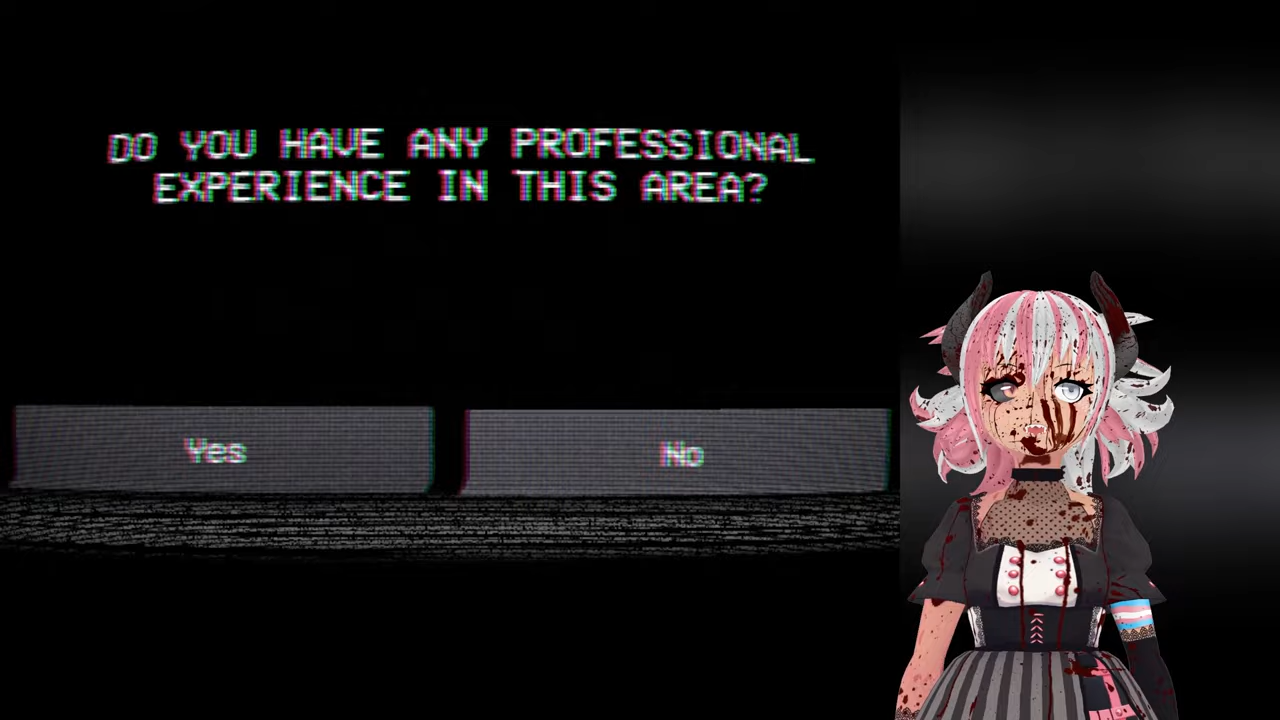 DO YOU HAVE ANY PROFESSIONAL
EXPERIENCE IN THIS AREA?
Yes
No